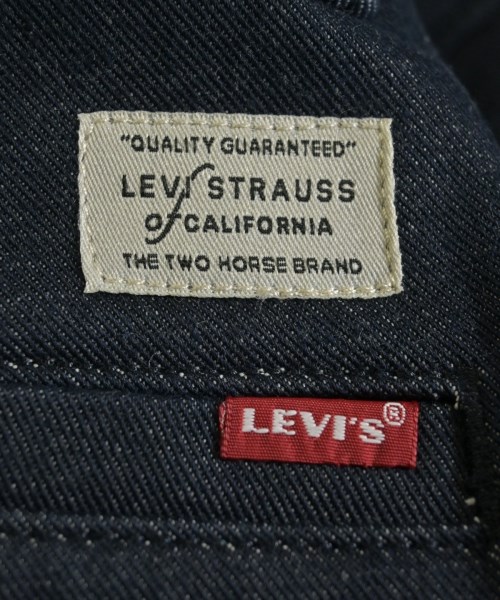 "QUALITY GUARANTEED"
LEVI STRAUSS
of CALIFORNIA
THE TWO HORSE BRAND
LEVI'S®